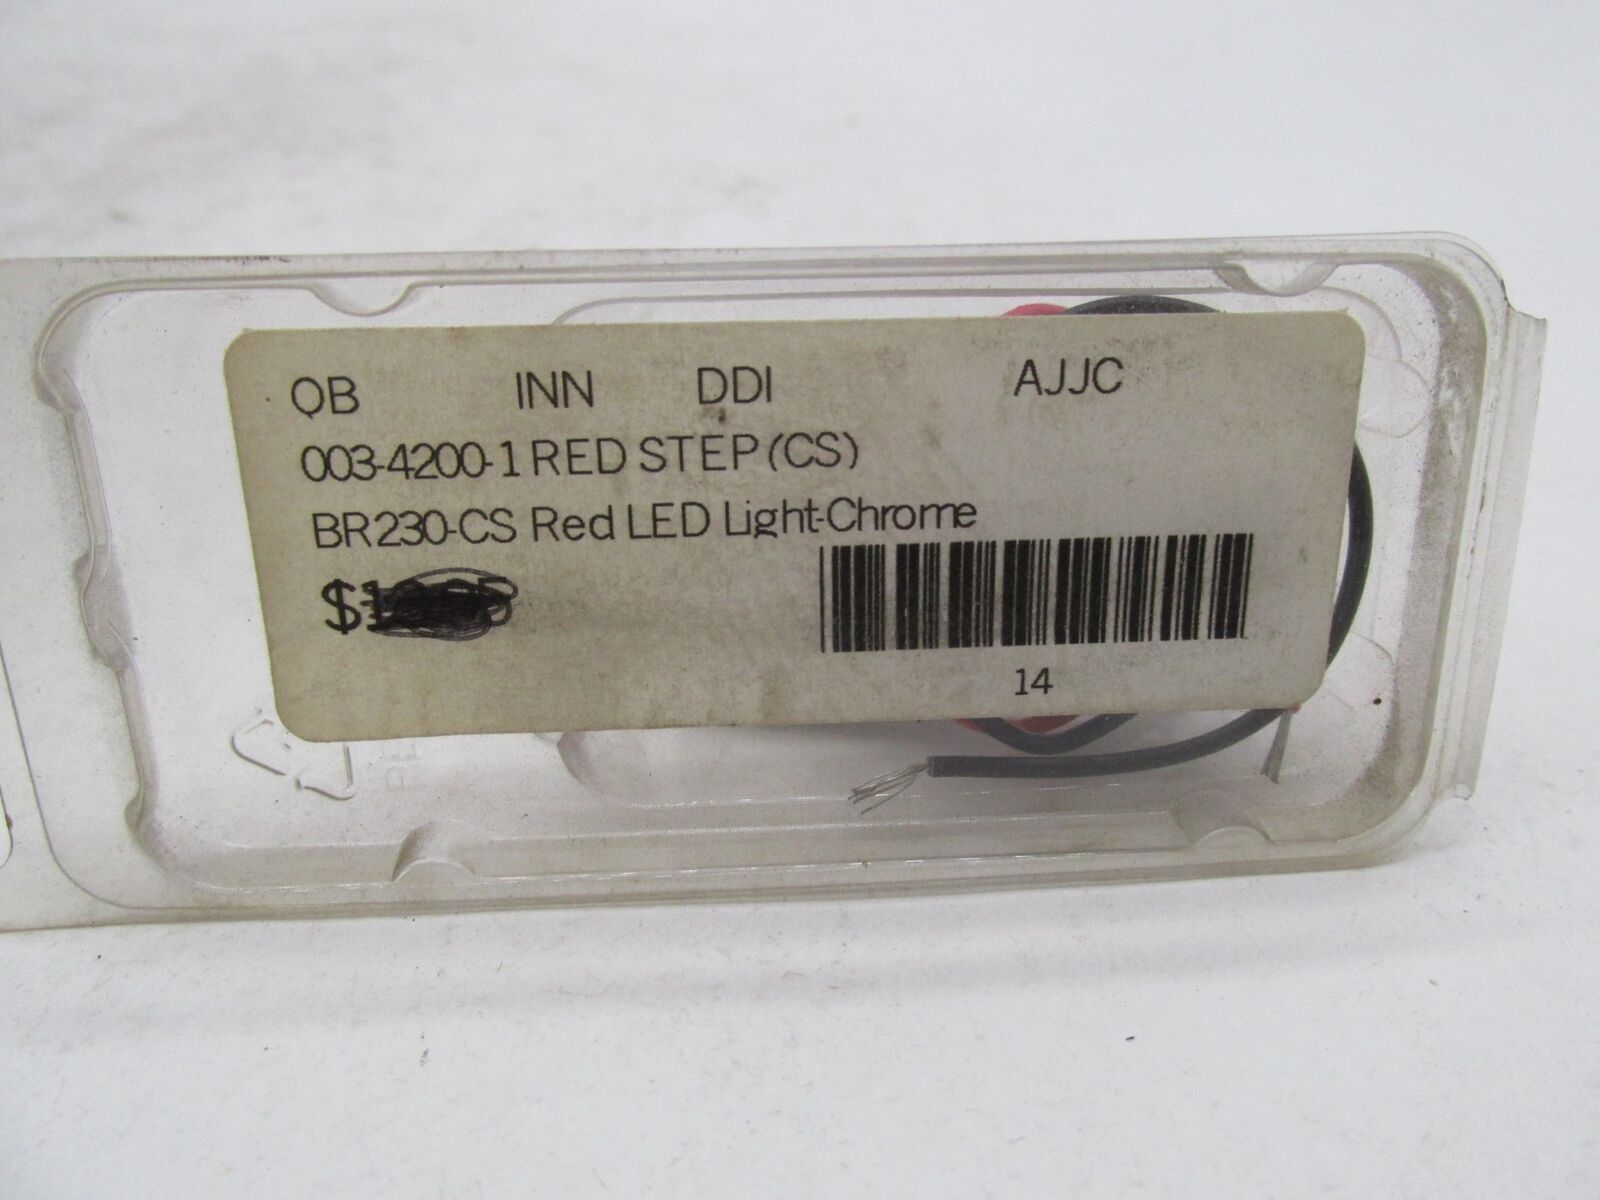 QB INN DDI AJJC
003-4200-1 RED STEP (CS)
BR230-CS Red LED Light-Chrome
14